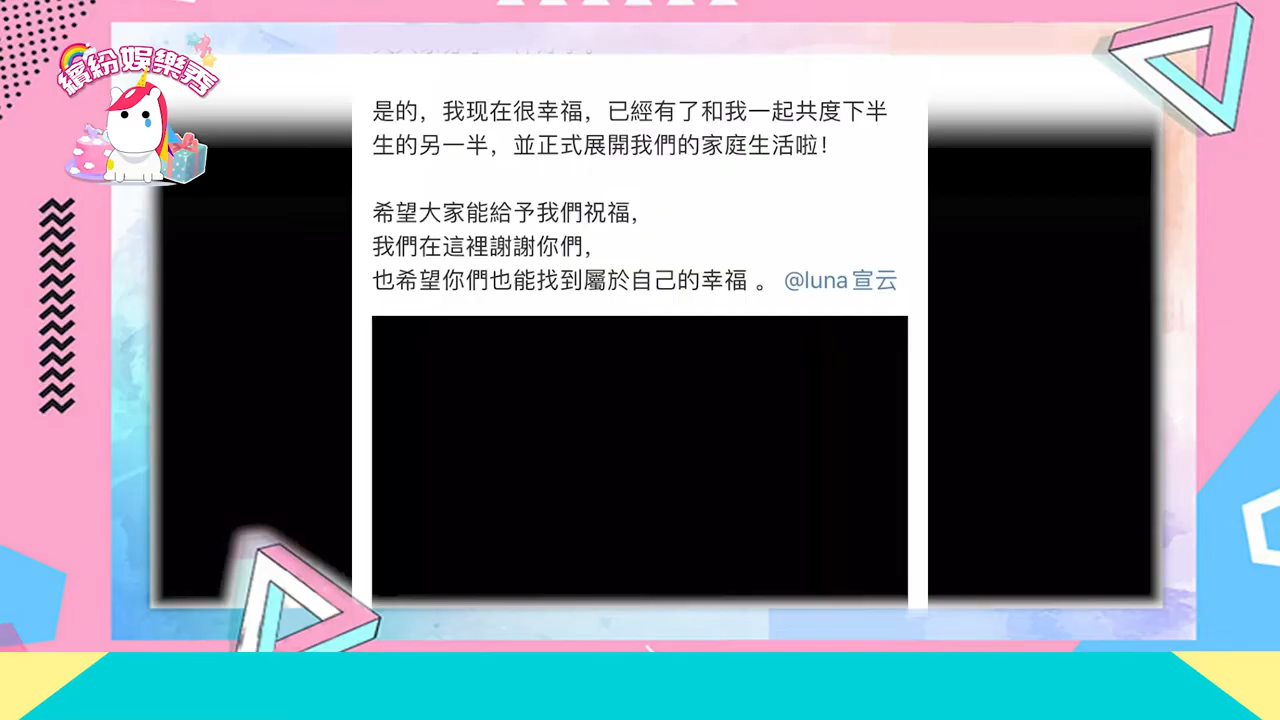 繽紛娛樂秀
是的，我现在很幸福，已經有了和我一起共度下半
生的另一半，並正式展開我們的家庭生活啦！
希望大家能給予我們祝福，
我們在這裡謝謝你們，
也希望你們也能找到屬於自己的幸福 。 @luna宣云